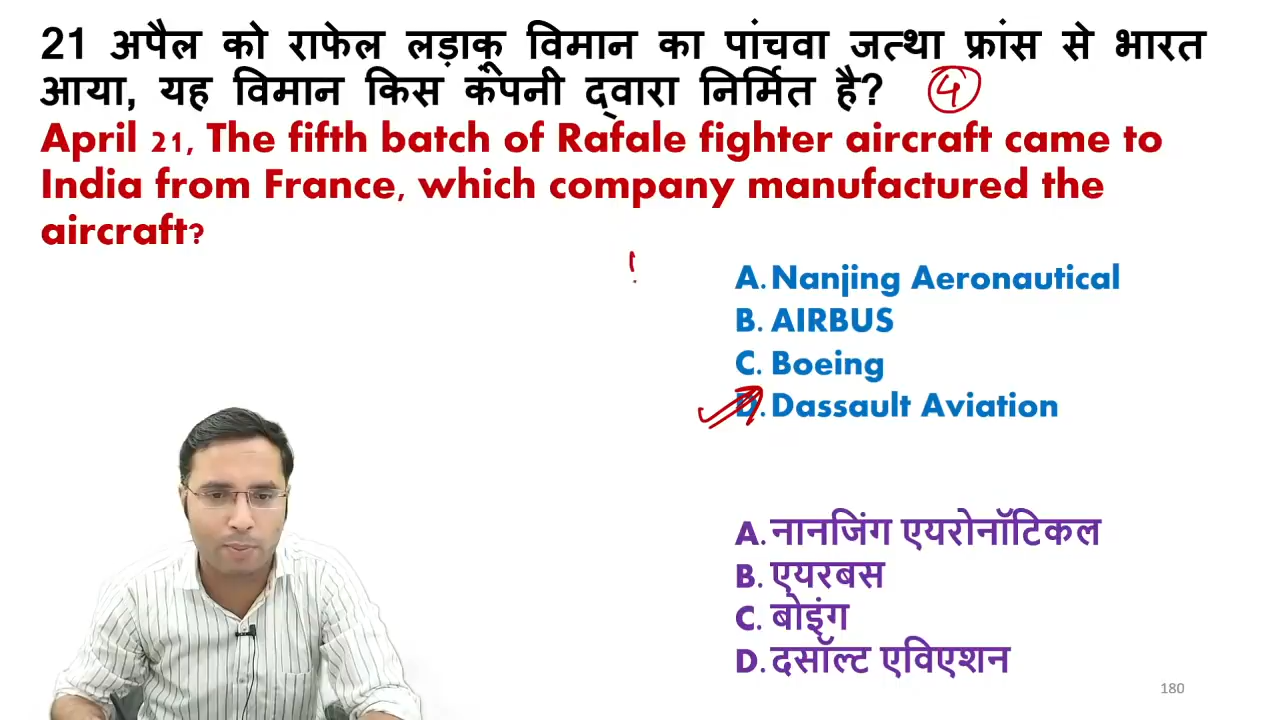 21 अपैल को राफेल लड़ाकू विमान का पांचवा जत्था फ्रांस से भारत
आया, यह विमान किस कंपनी द्वारा निर्मित है? 4
April 21, The fifth batch of Rafale fighter aircraft came to
India from France, which company manufactured the
aircraft?
A. Nanjing Aeronautical
B. AIRBUS
C. Boeing
D. Dassault Aviation
A. नानजिंग एयरोनॉटिकल
B. एयरबस
C. बोइंग
D. दसॉल्ट एविएशन
180